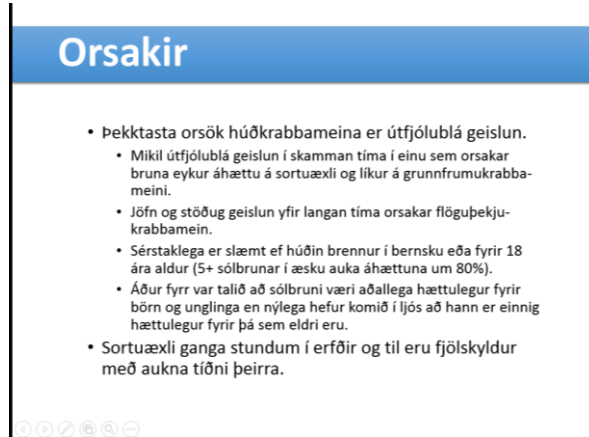 Orsakir
• Þekktasta orsök húðkrabbameina er útfjólublá geislun.
• Mikil útfjólublá geislun í skamman tíma í einu sem orsakar
bruna eykur áhættu á sortuæxli og líkur á grunnfrumukrabba-
meini.
• Jöfn og stöðug geislun yfir langan tíma orsakar flöguþekju-
krabbamein.
• Sérstaklega er slæmt ef húðin brennur í bernsku eða fyrir 18
ára aldur (5+ sólbrunar í æsku auka áhættuna um 80%).
• Áður fyrr var talið að sólbruni væri aðallega hættulegur fyrir
börn og unglinga en nýlega hefur komið í ljós að hann er einnig
hættulegur fyrir þá sem eldri eru.
• Sortuæxli ganga stundum í erfðir og til eru fjölskyldur
með aukna tíðni þeirra.